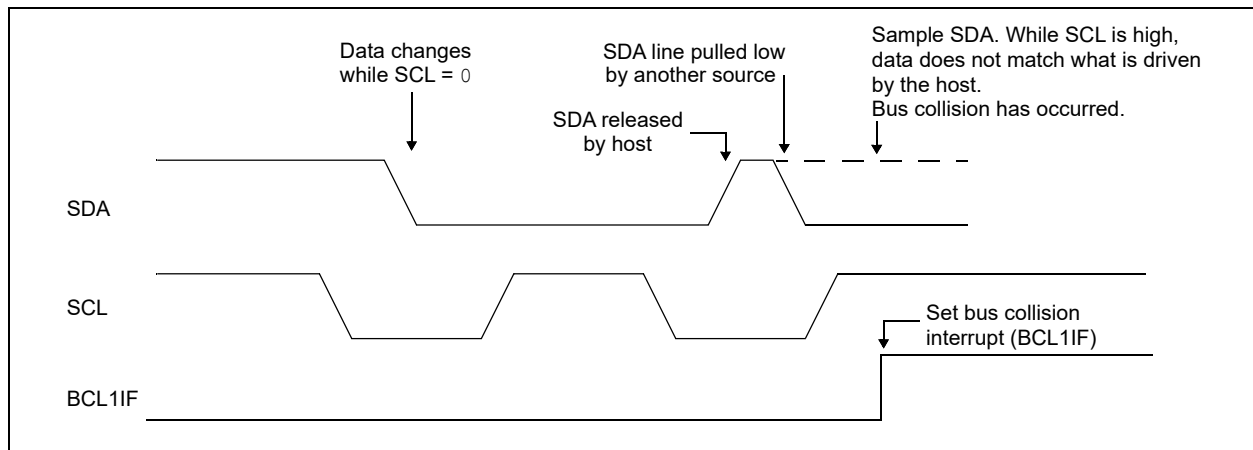 Data changes
while SCL = 0
SDA line pulled low
by another source
Sample SDA. While SCL is high,
data does not match what is driven
by the host.
Bus collision has occurred.
SDA released
by host
SDA
SCL
Set bus collision
interrupt (BCL1IF)
BCL1IF